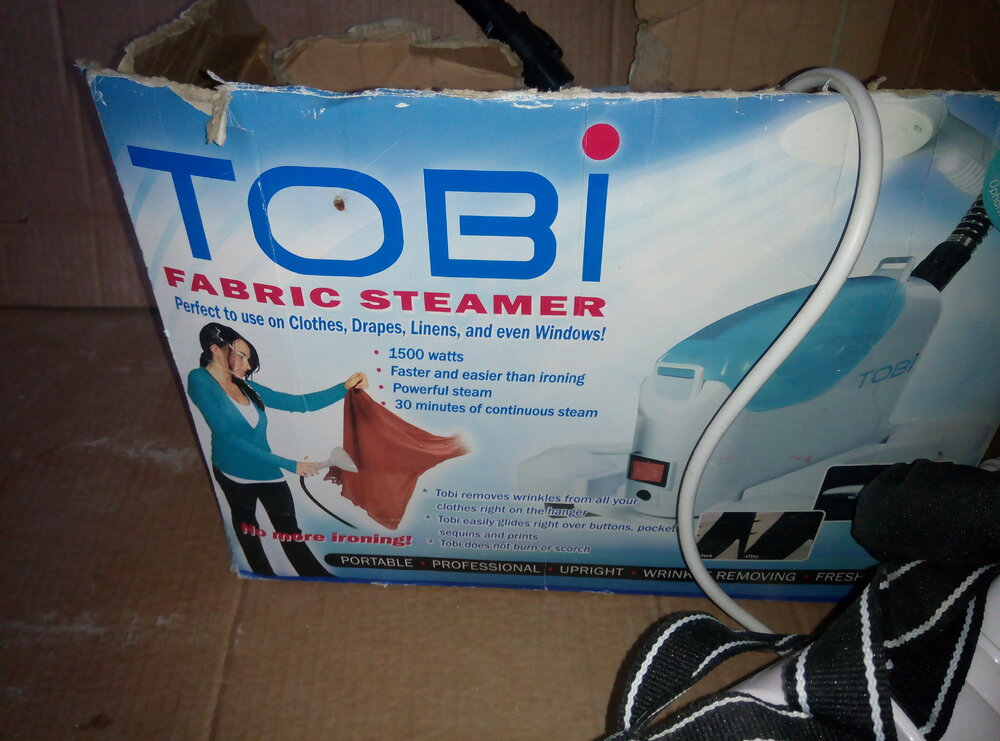 TOBi
FABRIC STEAMER
Perfect to use on Clothes, Drapes, Linens, and even Windows!
• 1500 watts
• Faster and easier than ironing
• Powerful steam
• 30 minutes of continuous steam
TOBi
* Tobi removes wrinkles from all your
clothes right on the hanger
* Tobi easily glides right over buttons, pocket
sequins and prints
* Tobi does not burn or scorch
No more ironing!
after
PORTABLE • PROFESSIONAL • UPRIGHT • WRINK REMOVING • FRESH